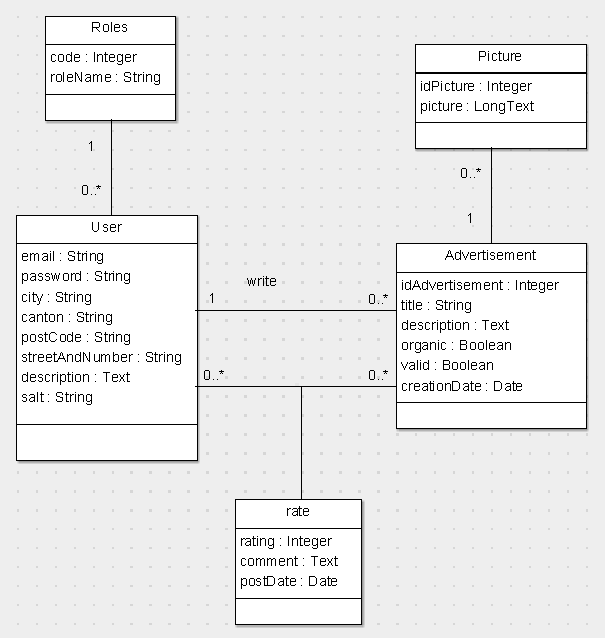 Roles
code : Integer
roleName : String
1
0..*
Picture
idPicture : Integer
picture : LongText
0..*
1
User
email : String
password : String
city : String
canton : String
postCode : String
streetAndNumber : String
description : Text
salt : String
write
1
0..*
0..*
0..*
Advertisement
idAdvertisement : Integer
title : String
description : Text
organic : Boolean
valid : Boolean
creationDate : Date
rate
rating : Integer
comment : Text
postDate : Date